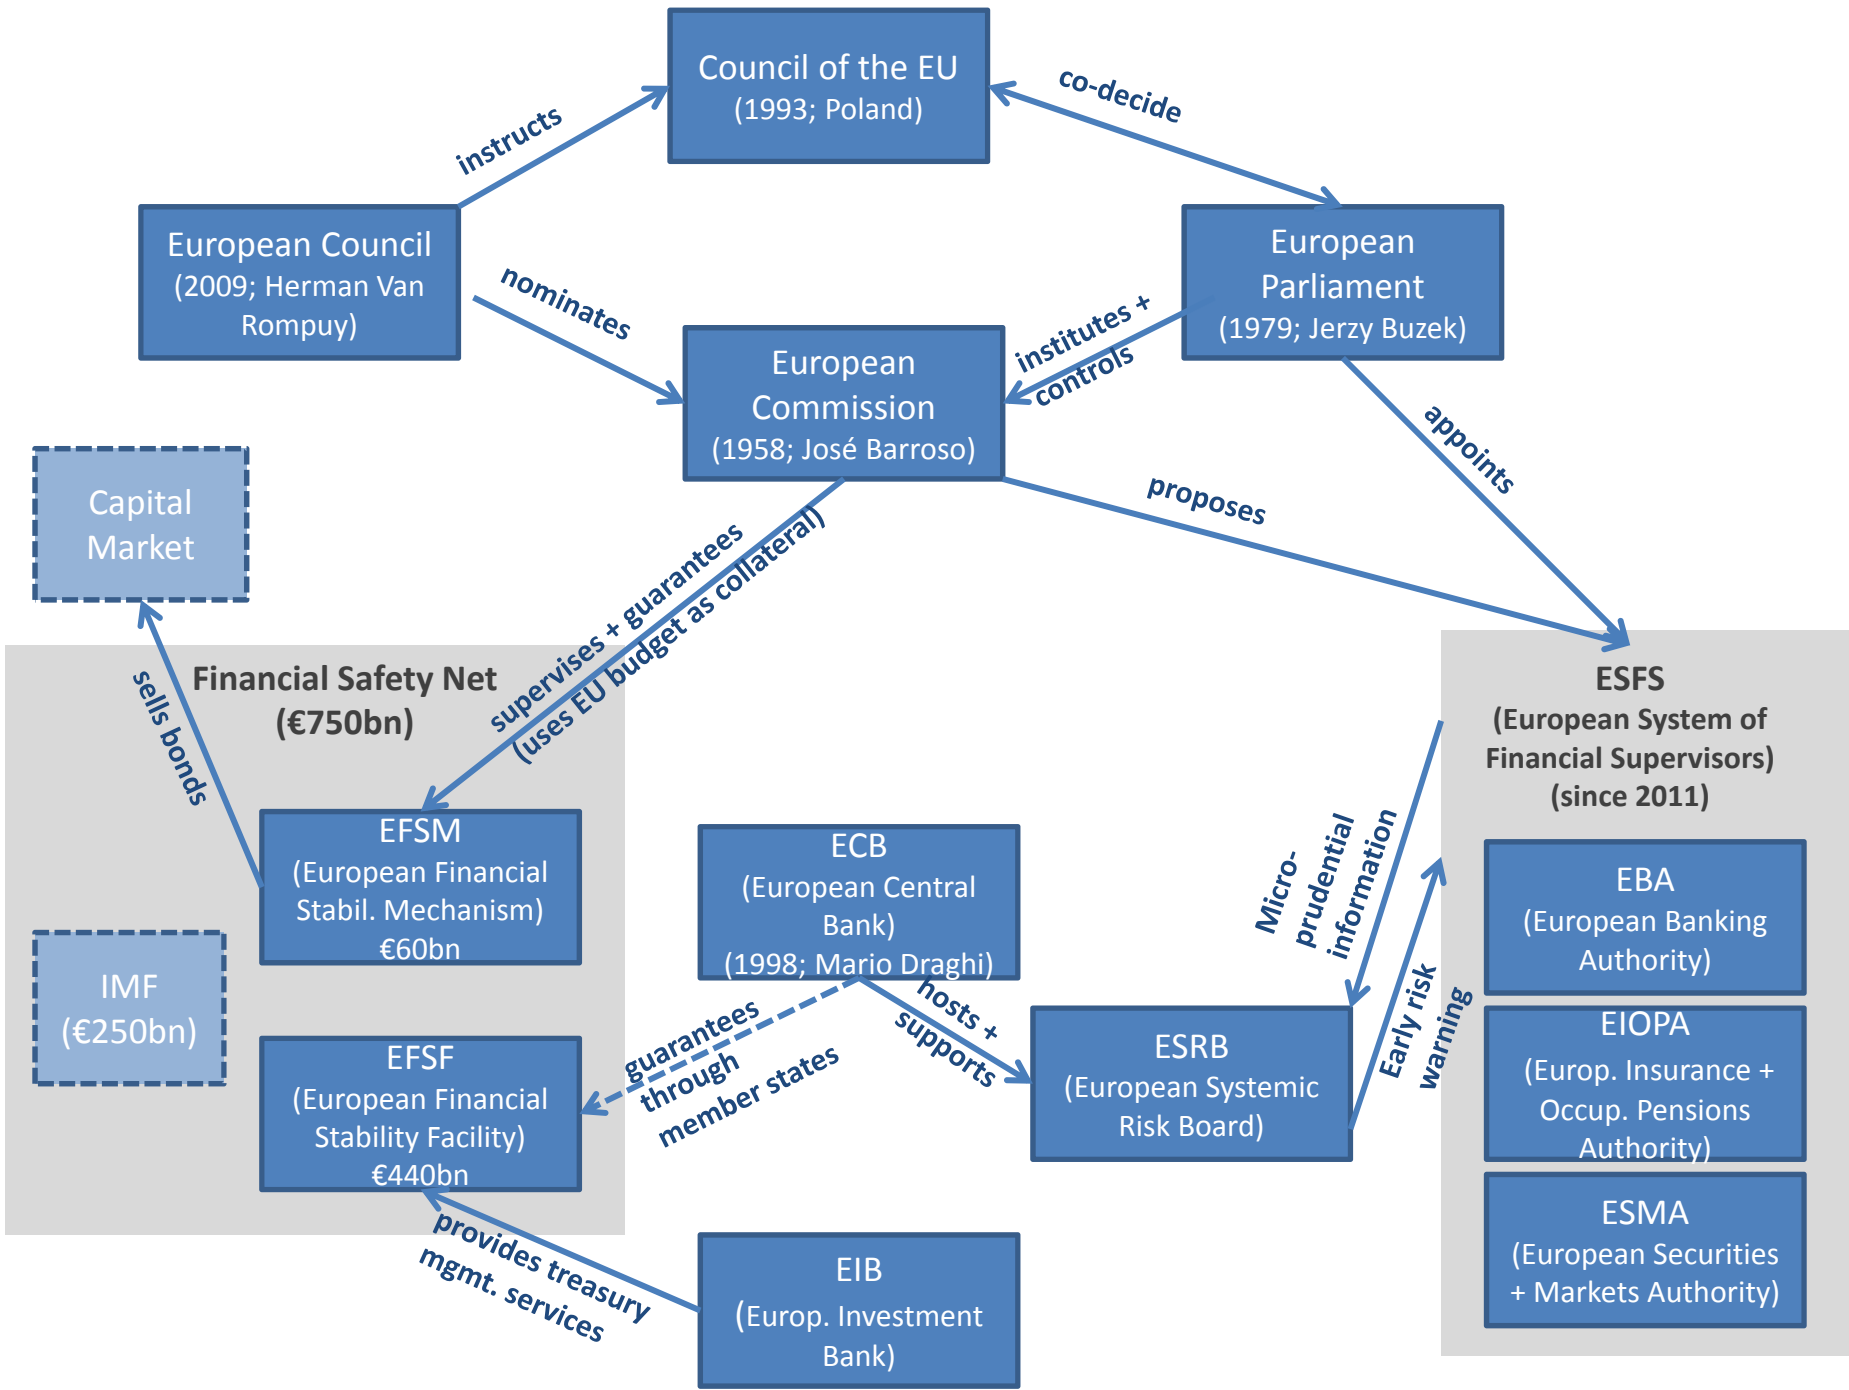 Council of the EU
(1993; Poland)
co-decide
instructs
European Council
(2009; Herman Van
Rompuy)
European
Parliament
(1979; Jerzy Buzek)
nominates
institutes +
controls
European
Commission
(1958; José Barroso)
appoints
proposes
Capital
Market
supervises + guarantees
(uses EU budget as collateral)
sells bonds
Financial Safety Net
(€750bn)
ESFS
(European System of
Financial Supervisors)
(since 2011)
EFSM
(European Financial
Stabil. Mechanism)
€60bn
ECB
(European Central
Bank)
(1998; Mario Draghi)
Micro-
prudential
information
EBA
(European Banking
Authority)
IMF
(€250bn)
hosts +
supports
guarantees
through
member states
Early risk
warning
EFSF
(European Financial
Stability Facility)
€440bn
ESRB
(European Systemic
Risk Board)
EIOPA
(Europ. Insurance +
Occup. Pensions
Authority)
ESMA
(European Securities
+ Markets Authority)
provides treasury
mgmt. services
EIB
(Europ. Investment
Bank)